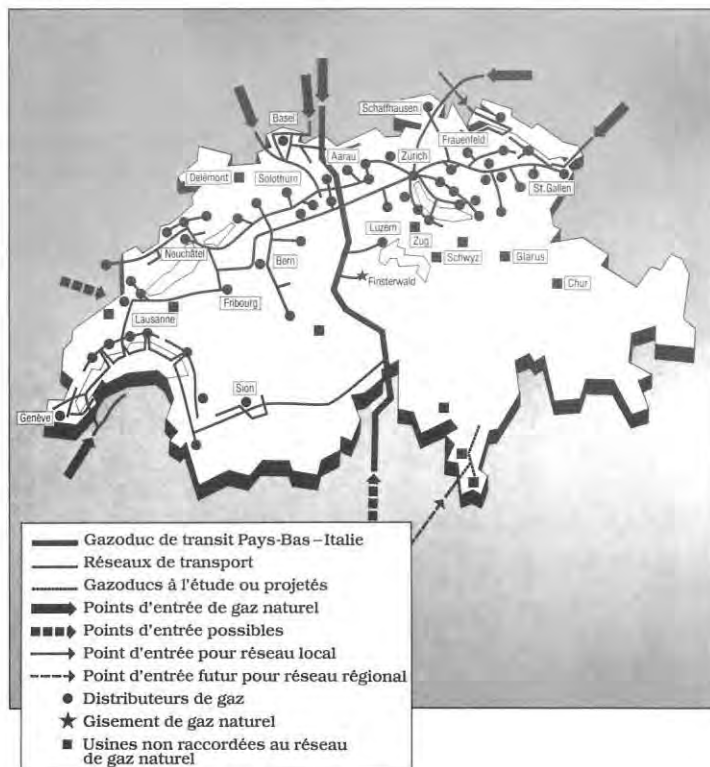 Schaffhausen
Basel
Frauenfeld
Aarau
Zürich
Delémont
Solothurn
St.Gallen
Luzern
Zug
Neuchâtel
Bern
Schwyz
Glarus
Finsterwald
Chur
Fribourg
Lausanne
Sion
Genève
Gazoduc de transit Pays-Bas – Italie
Réseaux de transport
Gazoducs à l'étude ou projetés
Points d'entrée de gaz naturel
Points d'entrée possibles
Point d'entrée pour réseau local
Point d'entrée futur pour réseau régional
Distributeurs de gaz
Gisement de gaz naturel
Usines non raccordées au réseau
de gaz naturel